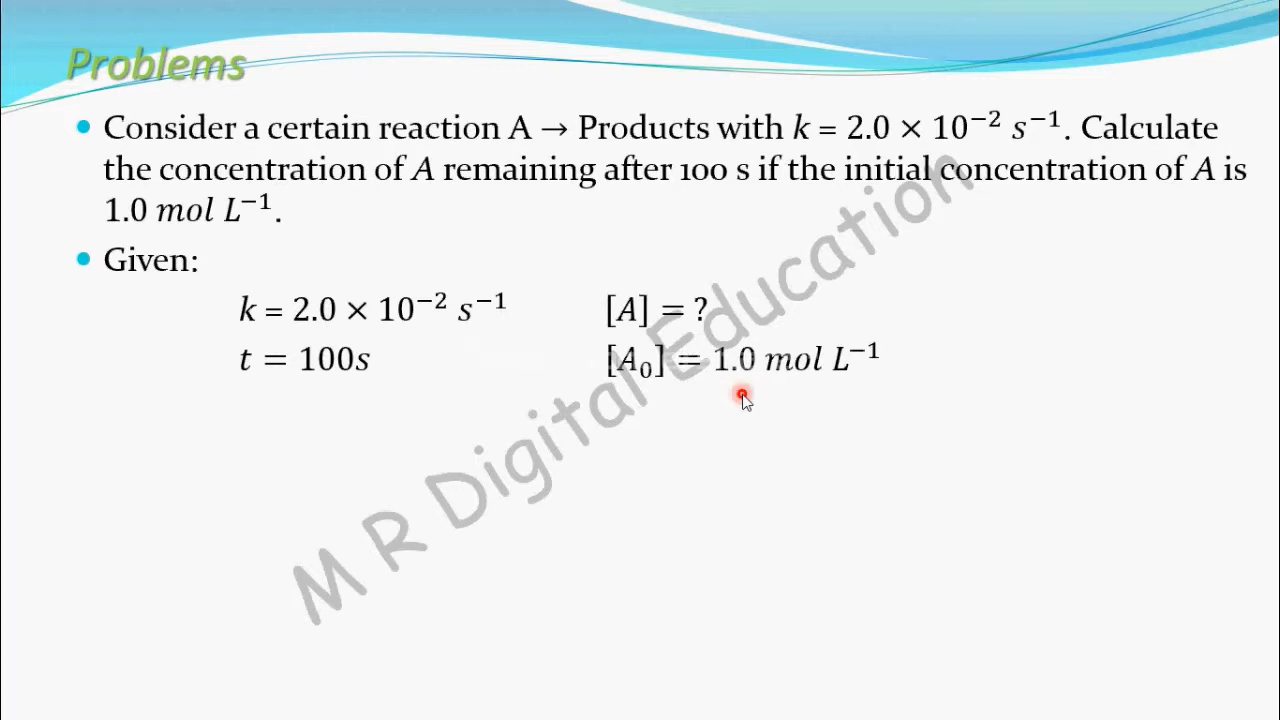 Problems
Consider a certain reaction A → Products with k = 2.0 × 10⁻² s⁻¹. Calculate
the concentration of A remaining after 100 s if the initial concentration of A is
1.0 mol L⁻¹.
Given:
k = 2.0 × 10⁻² s⁻¹ [A] = ?
t = 100s [A₀] = 1.0 mol L⁻¹
M R Digital Education